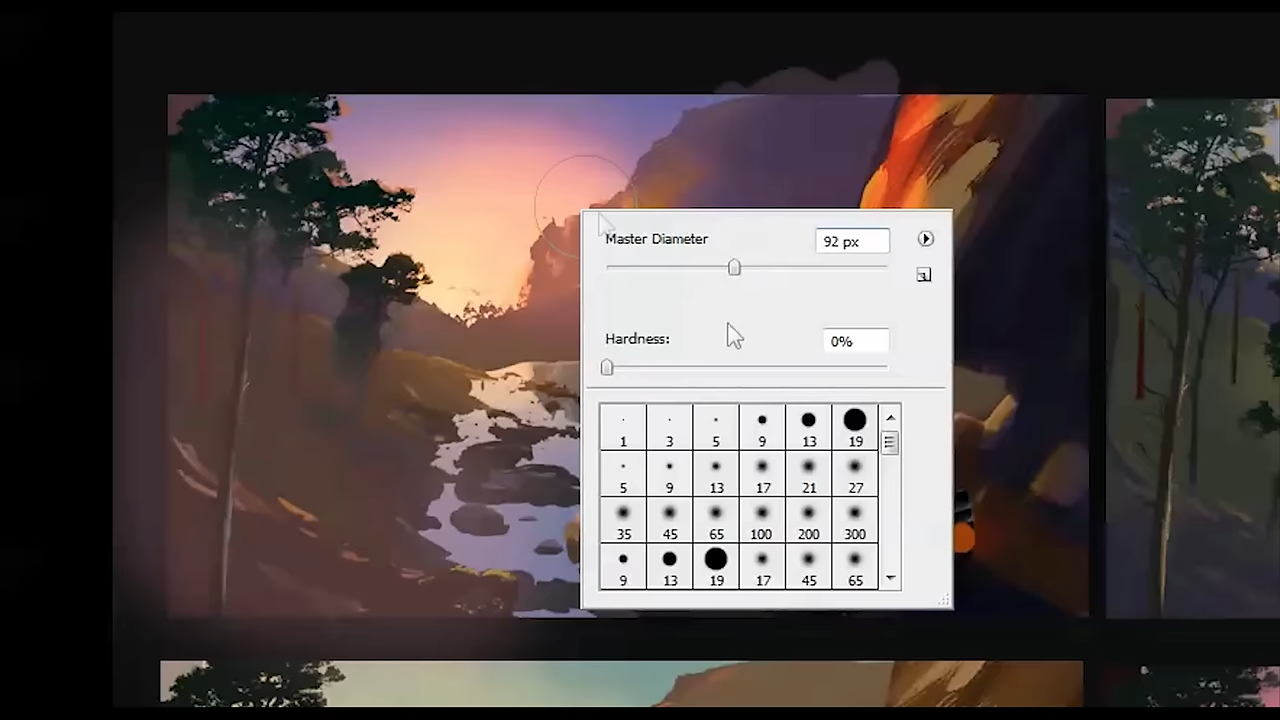 Master Diameter 92 px
Hardness: 0%
1 3 5 9 13 19
5 9 13 17 21 27
35 45 65 100 200 300
9 13 19 17 45 65